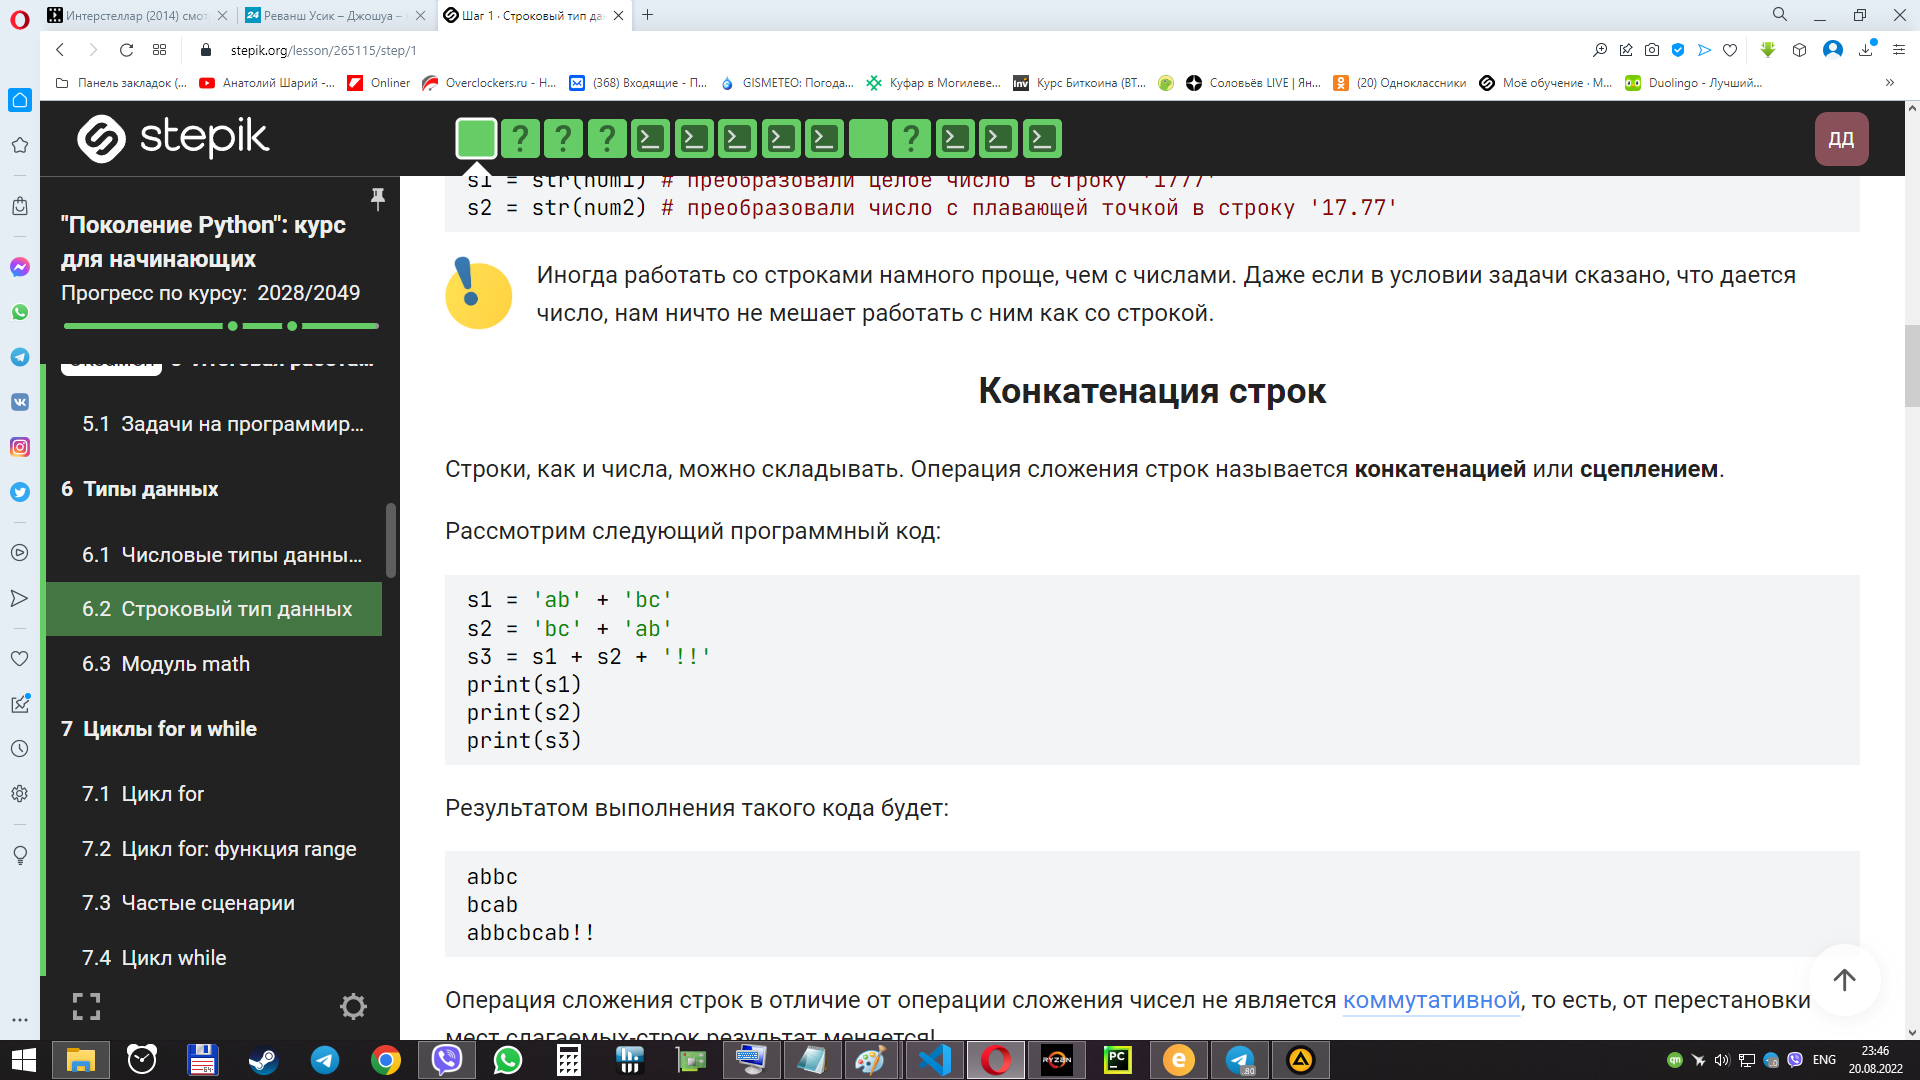 Интерстеллар (2014) смот
24 Реванш Усик – Джошуа –
Шаг 1 · Строковый тип да
stepik.org/lesson/265115/step/1
Панель закладок (...
Анатолий Шарий -...
Onliner
Overclockers.ru - Н...
(368) Входящие - П...
GISMETEO: Погода...
Куфар в Могилеве...
Inv Курс Биткоина (BT...
Соловьёв LIVE | Ян...
(20) Одноклассники
Моё обучение · М...
Duolingo - Лучший...
stepik
ДД
"Поколение Python": курс
для начинающих
Прогресс по курсу: 2028/2049
5.1 Задачи на программир...
6 Типы данных
6.1 Числовые типы данны...
6.2 Строковый тип данных
6.3 Модуль math
7 Циклы for и while
7.1 Цикл for
7.2 Цикл for: функция range
7.3 Частые сценарии
7.4 Цикл while
s1 = str(num1) # преобразовали целое число в строку '1777'
s2 = str(num2) # преобразовали число с плавающей точкой в строку '17.77'
Иногда работать со строками намного проще, чем с числами. Даже если в условии задачи сказано, что дается
число, нам ничто не мешает работать с ним как со строкой.
Конкатенация строк
Строки, как и числа, можно складывать. Операция сложения строк называется конкатенацией или сцеплением.
Рассмотрим следующий программный код:
s1 = 'ab' + 'bc'
s2 = 'bc' + 'ab'
s3 = s1 + s2 + '!!'
print(s1)
print(s2)
print(s3)
Результатом выполнения такого кода будет:
abbc
bcab
abbcbcab!!
Операция сложения строк в отличие от операции сложения чисел не является коммутативной, то есть, от перестановки
мест слагаемых-строк результат меняется!
RYZEN
PC
80
ENG
23:46
20.08.2022